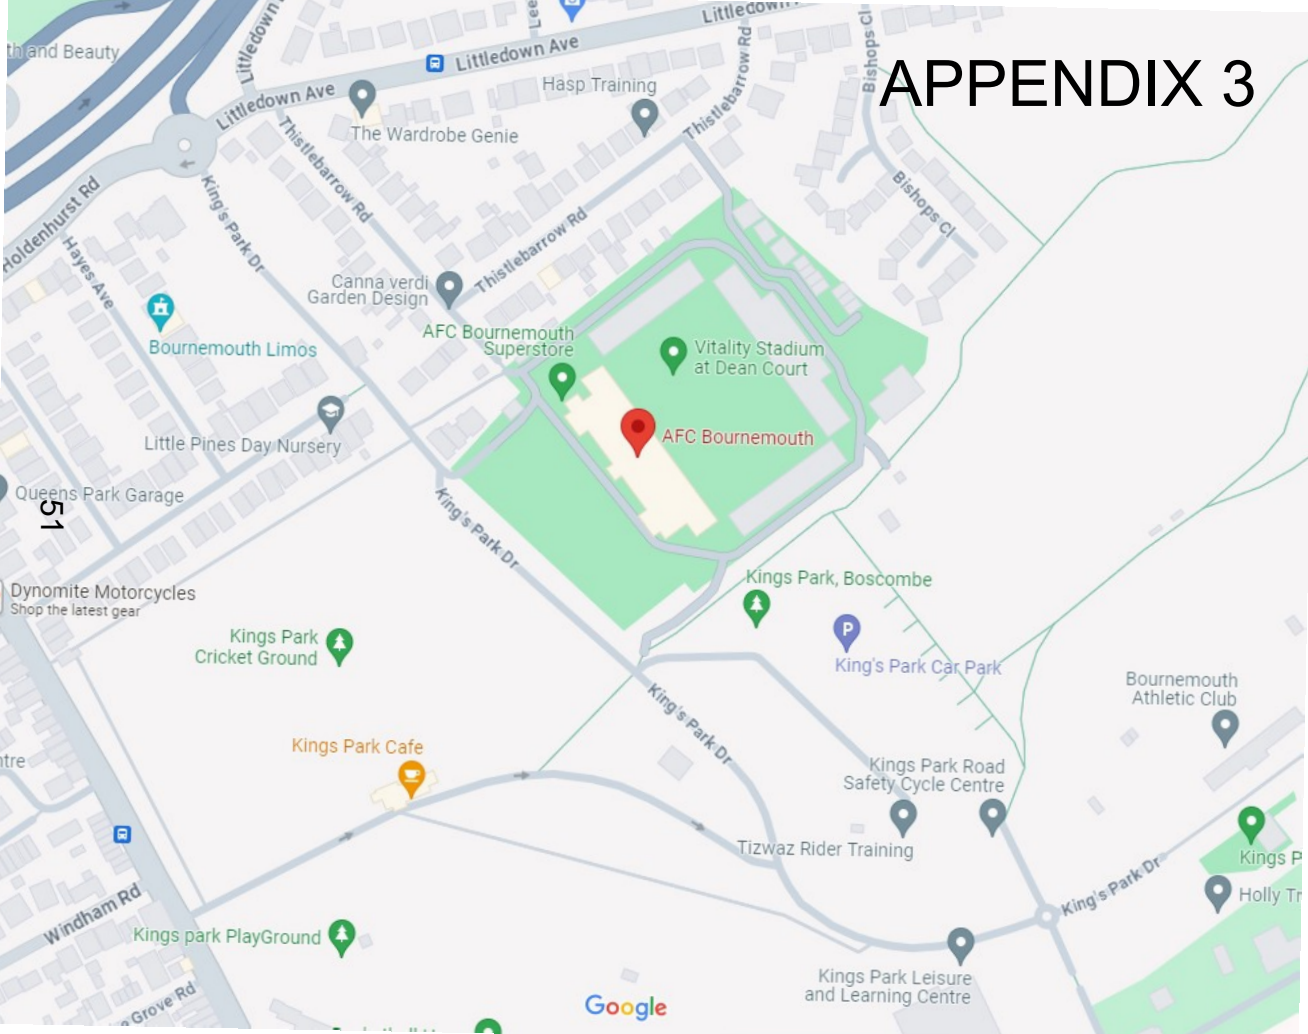 APPENDIX 3
Littledown Ave
Littledown Ave
th and Beauty
Hasp Training
The Wardrobe Genie
Thistlebarrow Rd
Thistlebarrow Rd
Thistlebarrow Rd
Bishops Cl
Bishops Cl
Holdenhurst Rd
Hayes Ave
King's Park Dr
Canna verdi
Garden Design
Bournemouth Limos
AFC Bournemouth
Superstore
Vitality Stadium
at Dean Court
AFC Bournemouth
Little Pines Day Nursery
Queens Park Garage
51
King's Park Dr
Dynomite Motorcycles
Shop the latest gear
Kings Park, Boscombe
P
King's Park Car Park
Kings Park
Cricket Ground
King's Park Dr
Bournemouth
Athletic Club
Kings Park Cafe
Kings Park Road
Safety Cycle Centre
Tizwaz Rider Training
King's Park Dr
Kings P
Holly Tr
Windham Rd
Kings park PlayGround
Kings Park Leisure
and Learning Centre
Grove Rd
Google